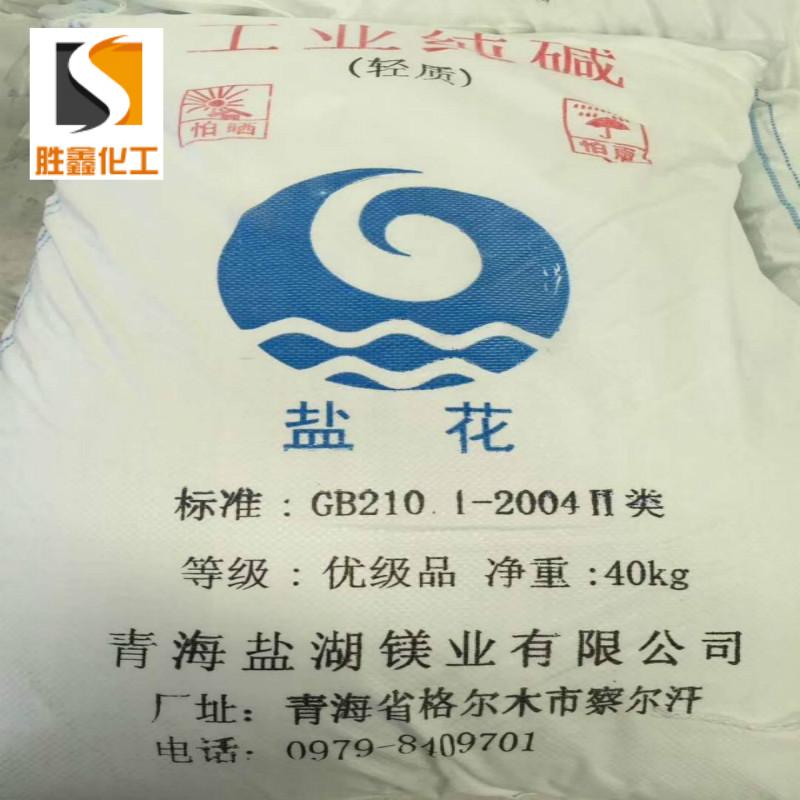 工业纯碱
(轻质)
胜鑫化工
怕晒
怕雨
盐花
标准:GB210.1-2004Ⅱ类
等级:优级品 净重:40kg
青海盐湖镁业有限公司
厂址:青海省格尔木市察尔汗
电话:0979-8409701